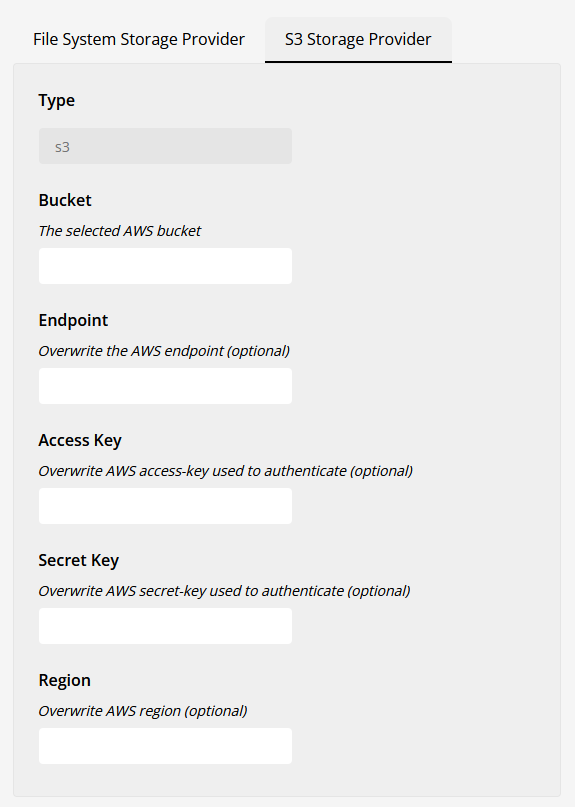 File System Storage Provider
S3 Storage Provider
Type
s3
Bucket
The selected AWS bucket
Endpoint
Overwrite the AWS endpoint (optional)
Access Key
Overwrite AWS access-key used to authenticate (optional)
Secret Key
Overwrite AWS secret-key used to authenticate (optional)
Region
Overwrite AWS region (optional)